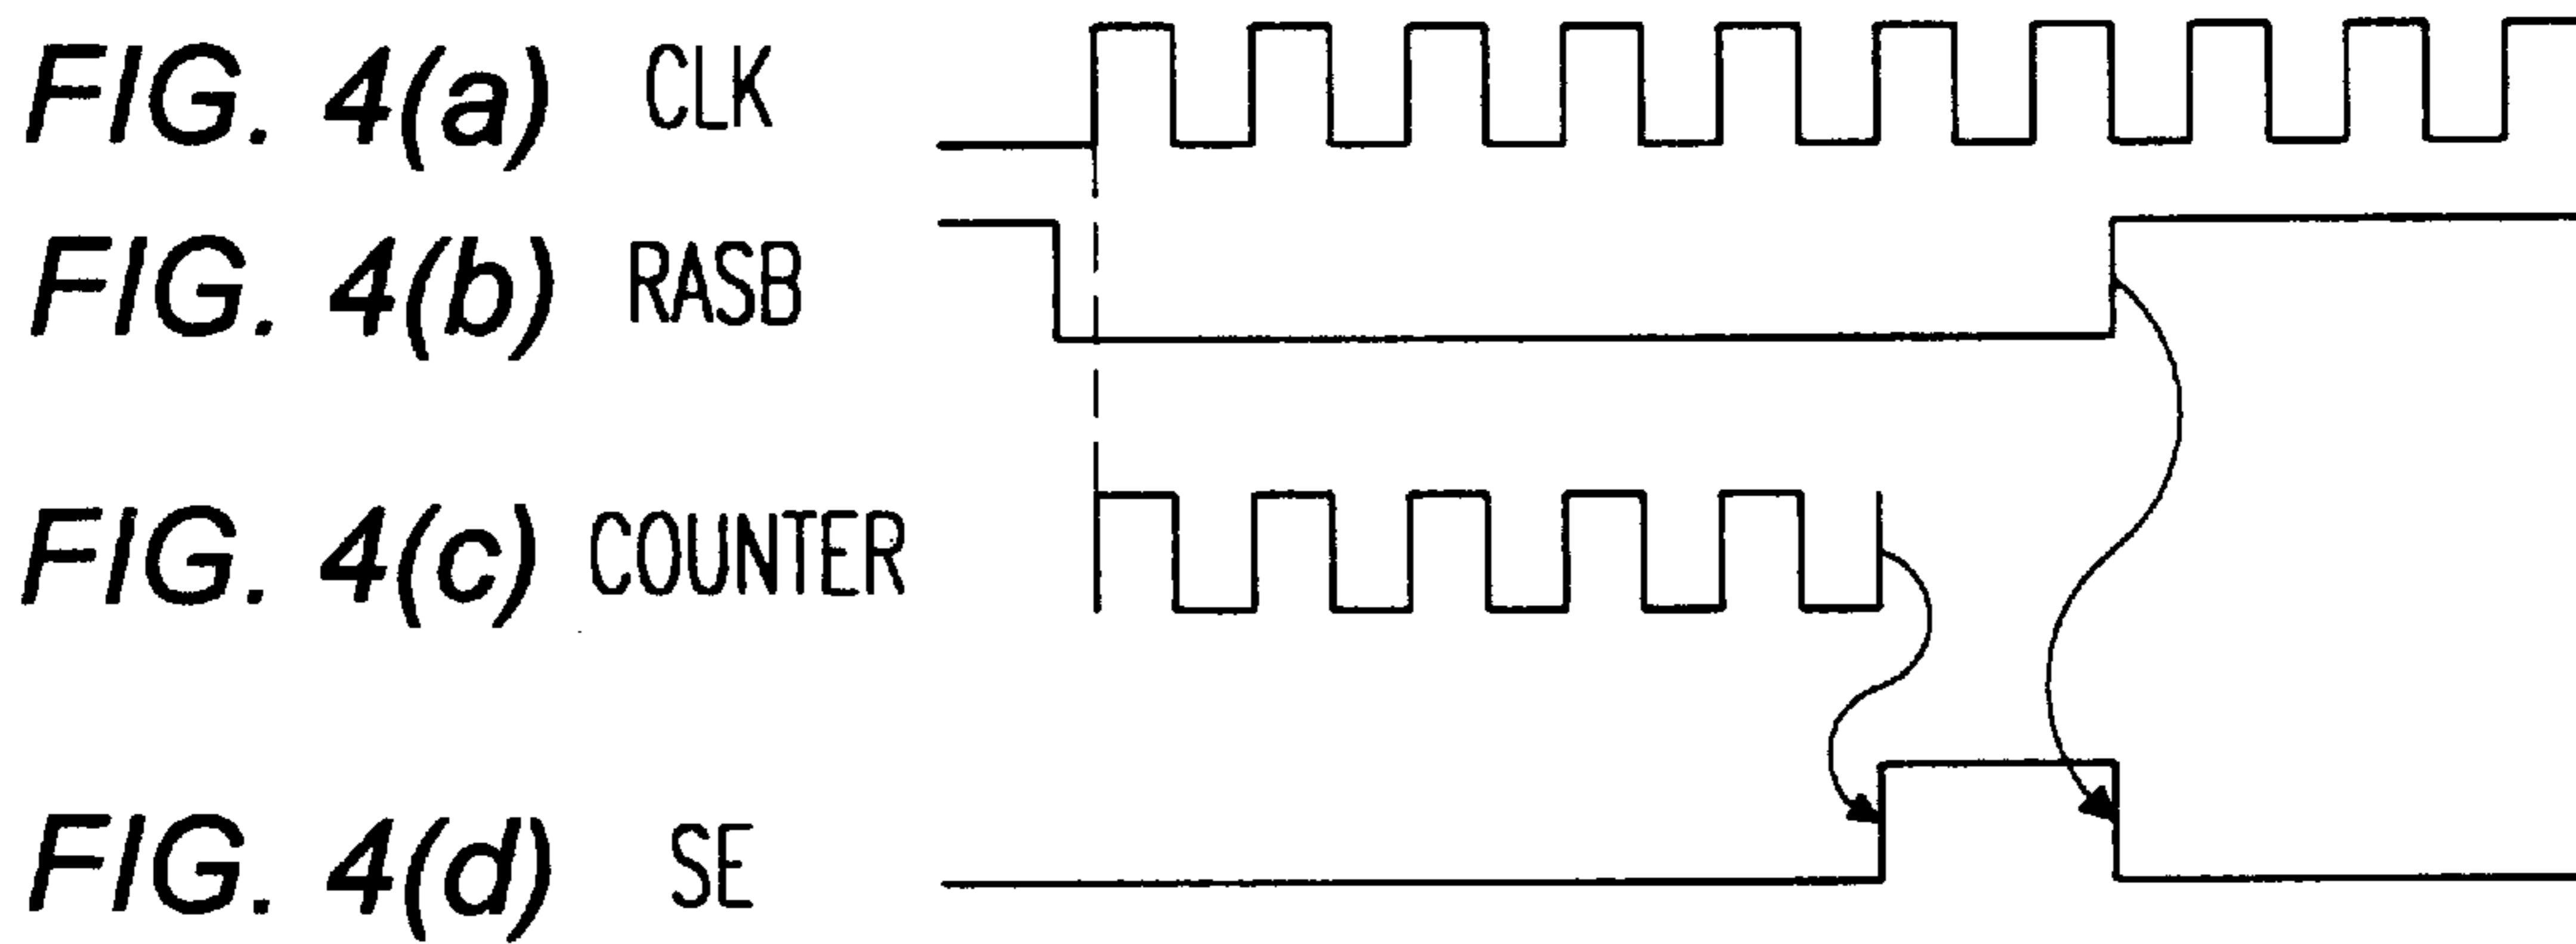 FIG. 4(a) CLK
FIG. 4(b) RASB
FIG. 4(c) COUNTER
FIG. 4(d) SE